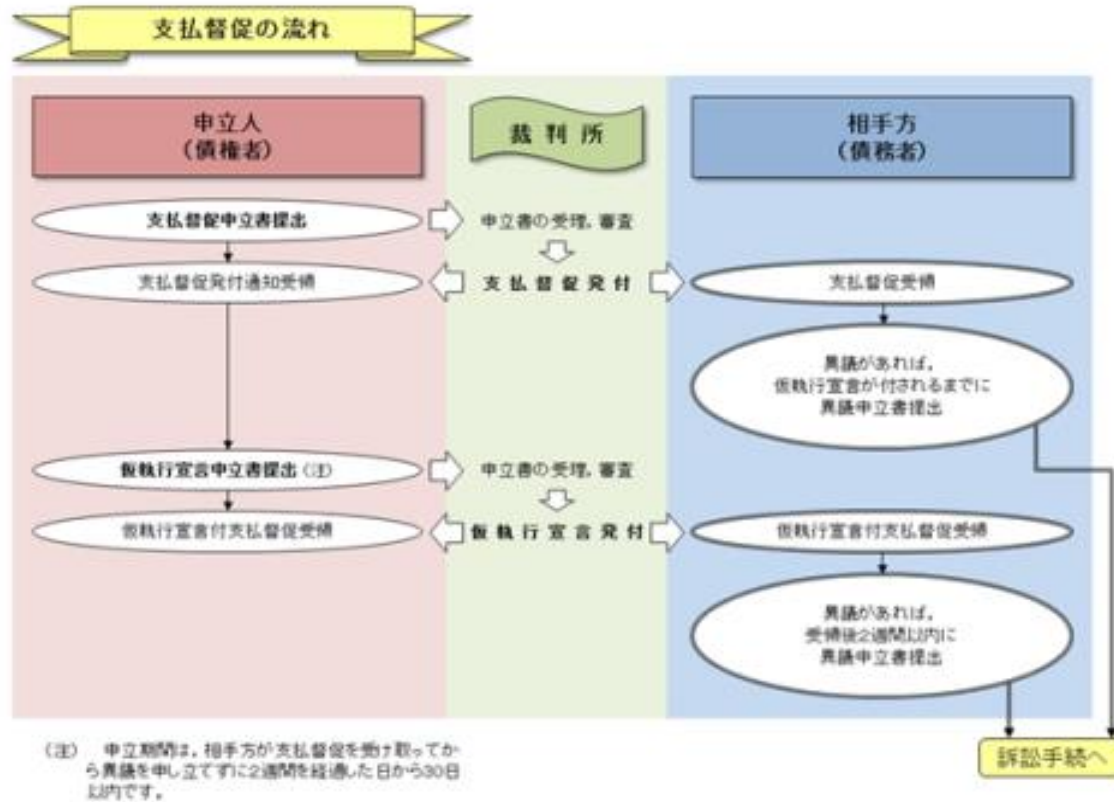 支払督促の流れ
申立人
(債権者)
裁判所
相手方
(債務者)
支払督促申立書提出
申立書の受理,審査
支払督促発付通知受領
支払督促発付
支払督促受領
異議があれば,
仮執行宣言が付されるまでに
異議申立書提出
仮執行宣言申立書提出(注)
申立書の受理,審査
仮執行宣言付支払督促受領
仮執行宣言発付
仮執行宣言付支払督促受領
異議があれば,
受領後2週間以内に
異議申立書提出
訴訟手続へ
(注) 申立期間は,相手方が支払督促を受け取ってか
ら異議を申し立てずに2週間を経過した日から30日
以内です。